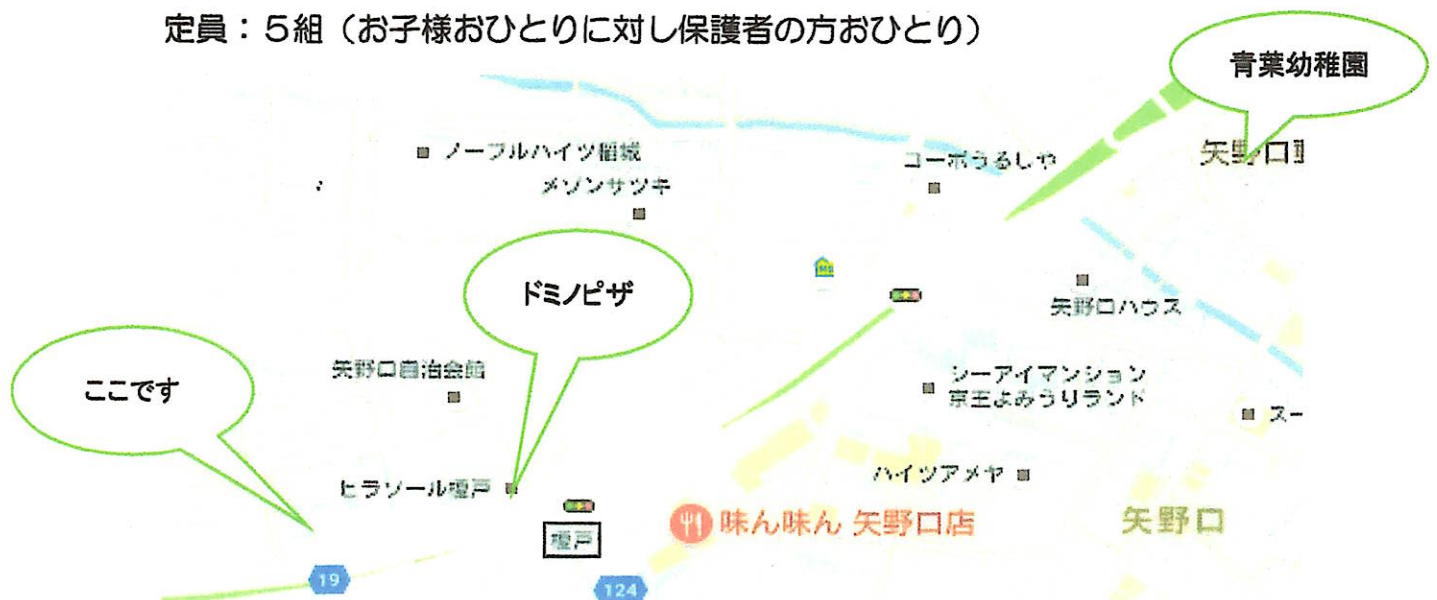 定員：５組（お子様おひとりに対し保護者の方おひとり）
青葉幼稚園
ノーブルハイツ稲城
コーポうるしや
矢野口
メゾンサツキ
ドミノピザ
矢野口ハウス
矢野口自治会館
シーアイマンション
京王よみうりランド
ここです
スー
ヒラソール榎戸
ハイツアメヤ
味ん味ん 矢野口店
矢野口
榎戸
19
124